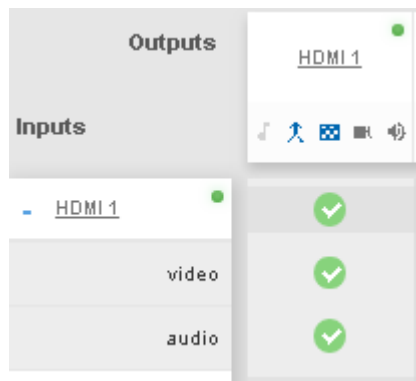 Outputs
HDMI 1
Inputs
- HDMI 1
video
audio